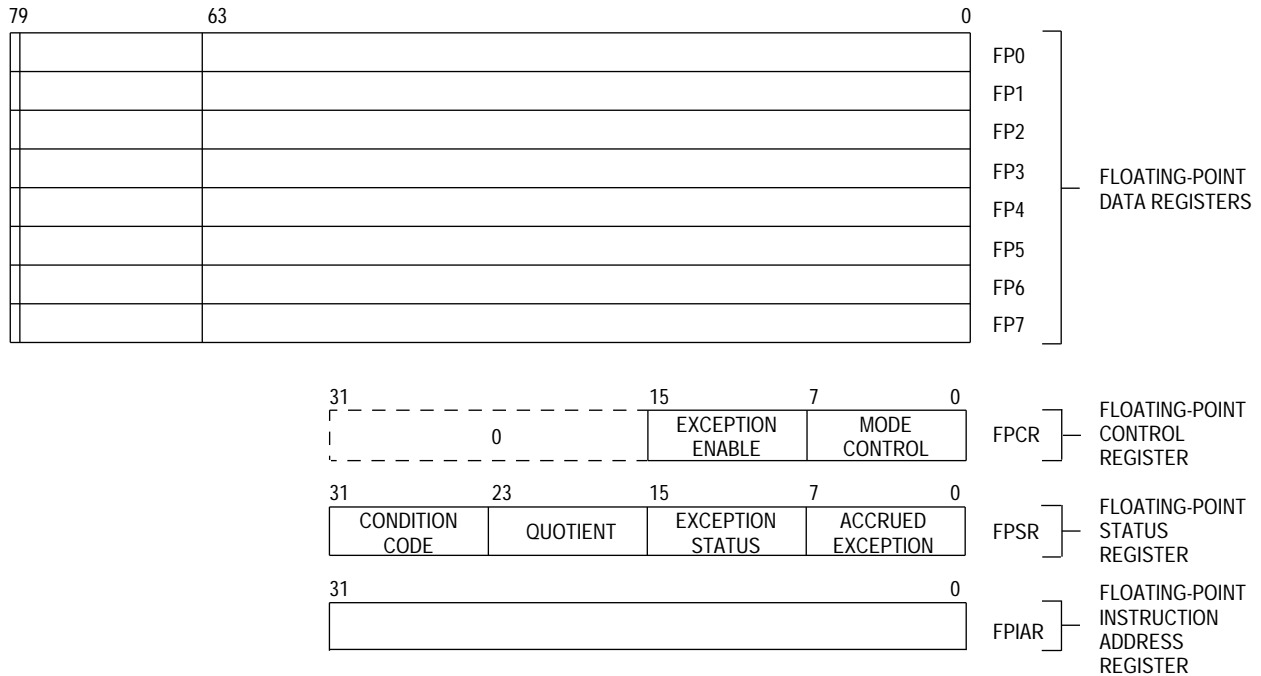 79 63 0
FP0
FP1
FP2
FP3
FP4
FP5
FP6
FP7
FLOATING-POINT
DATA REGISTERS
31 15 7 0
0
EXCEPTION
ENABLE
MODE
CONTROL
FPCR
FLOATING-POINT
CONTROL
REGISTER
31 23 15 7 0
CONDITION
CODE
QUOTIENT
EXCEPTION
STATUS
ACCRUED
EXCEPTION
FPSR
FLOATING-POINT
STATUS
REGISTER
31 0
FPIAR
FLOATING-POINT
INSTRUCTION
ADDRESS
REGISTER